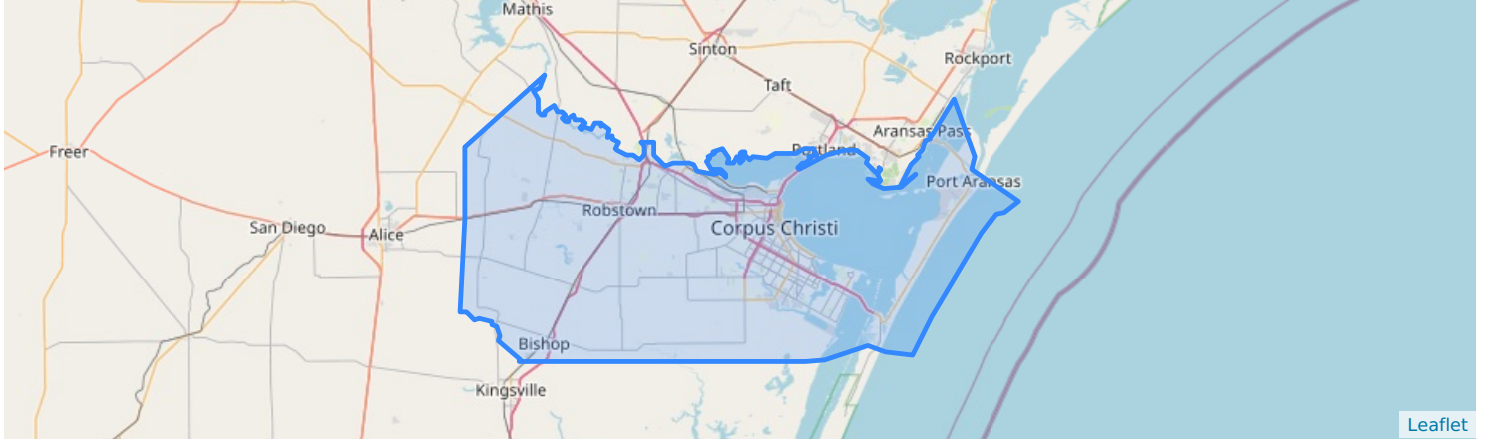 Mathis
Sinton
Rockport
Taft
Aransas Pass
Portland
Freer
Port Aransas
Robstown
San Diego
Alice
Corpus Christi
Bishop
Kingsville
Leaflet